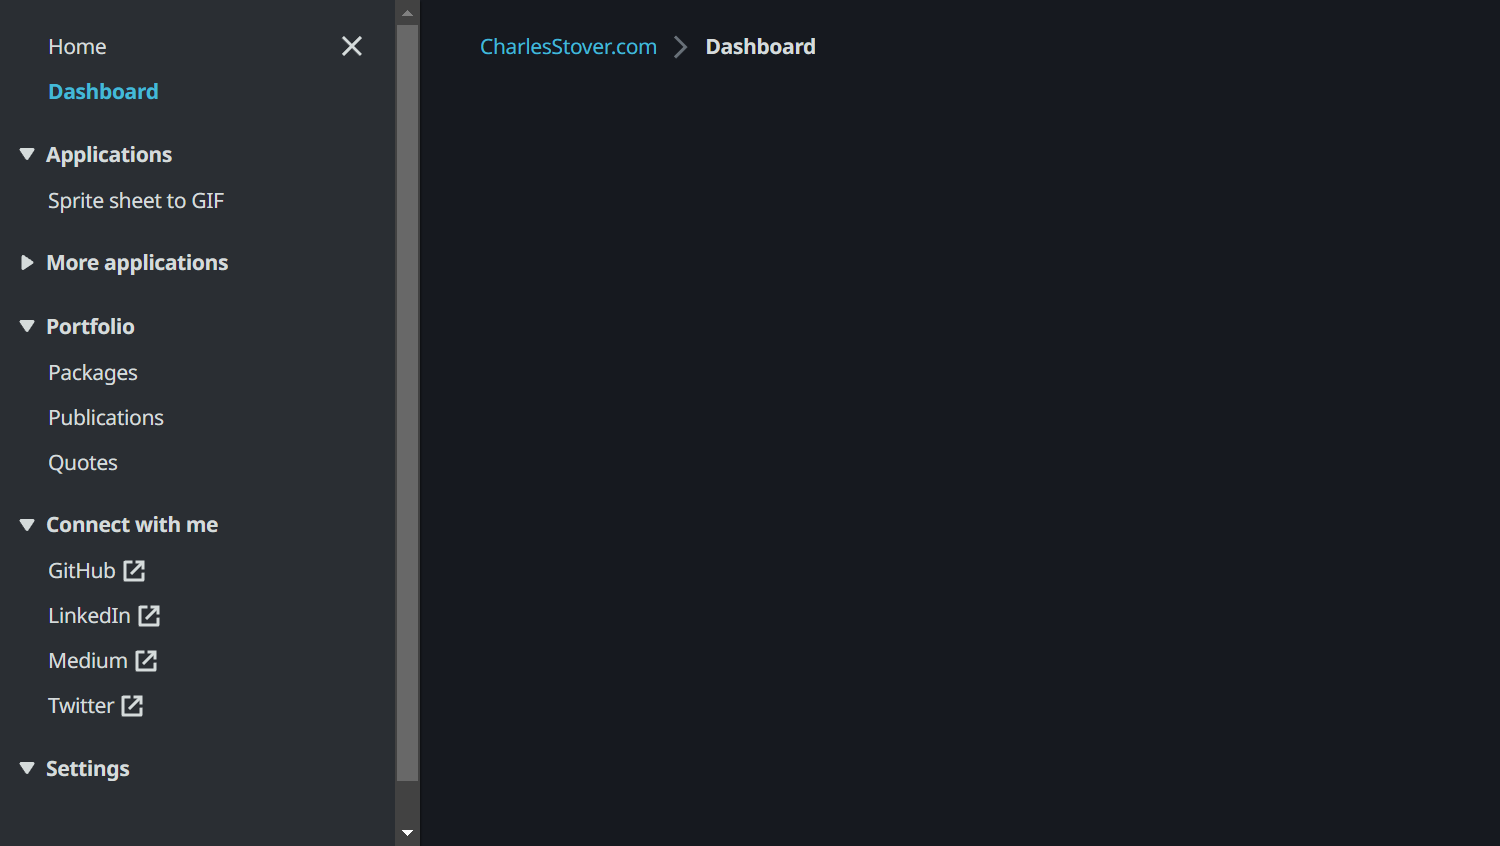 Home
Dashboard
Applications
Sprite sheet to GIF
More applications
Portfolio
Packages
Publications
Quotes
Connect with me
GitHub
LinkedIn
Medium
Twitter
Settings
CharlesStover.com
Dashboard